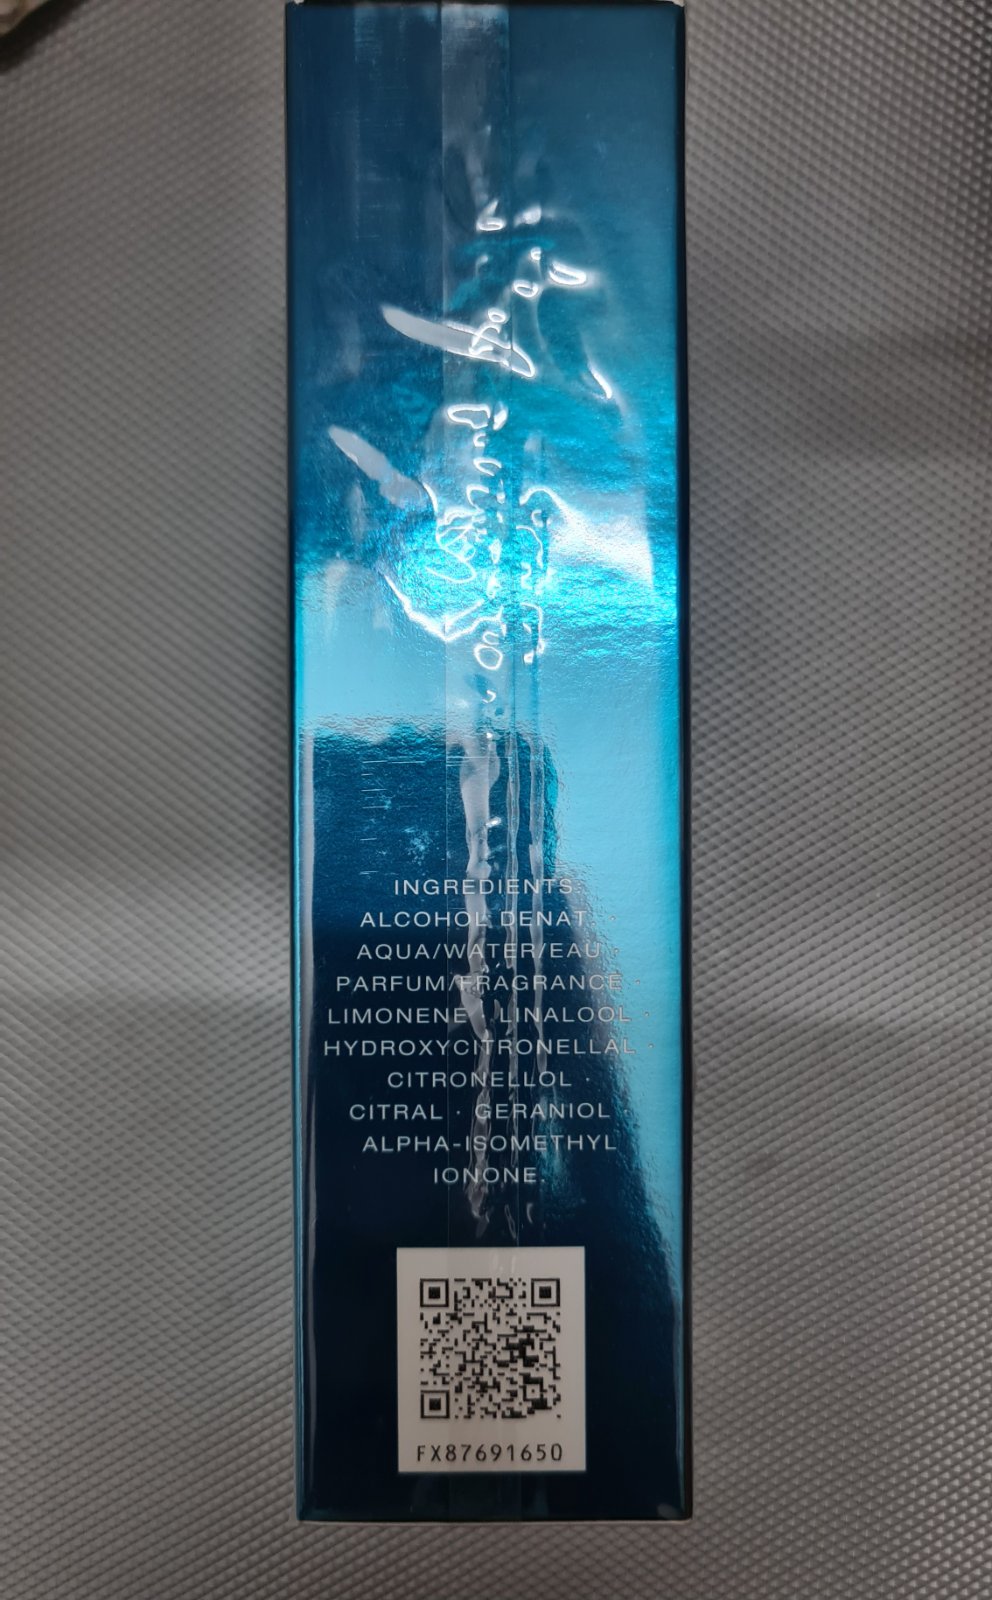 INGREDIENTS:
ALCOHOL DENAT. ·
AQUA/WATER/EAU ·
PARFUM/FRAGRANCE ·
LIMONENE · LINALOOL ·
HYDROXYCITRONELLAL ·
CITRONELLOL ·
CITRAL · GERANIOL ·
ALPHA-ISOMETHYL
IONONE.
FX87691650